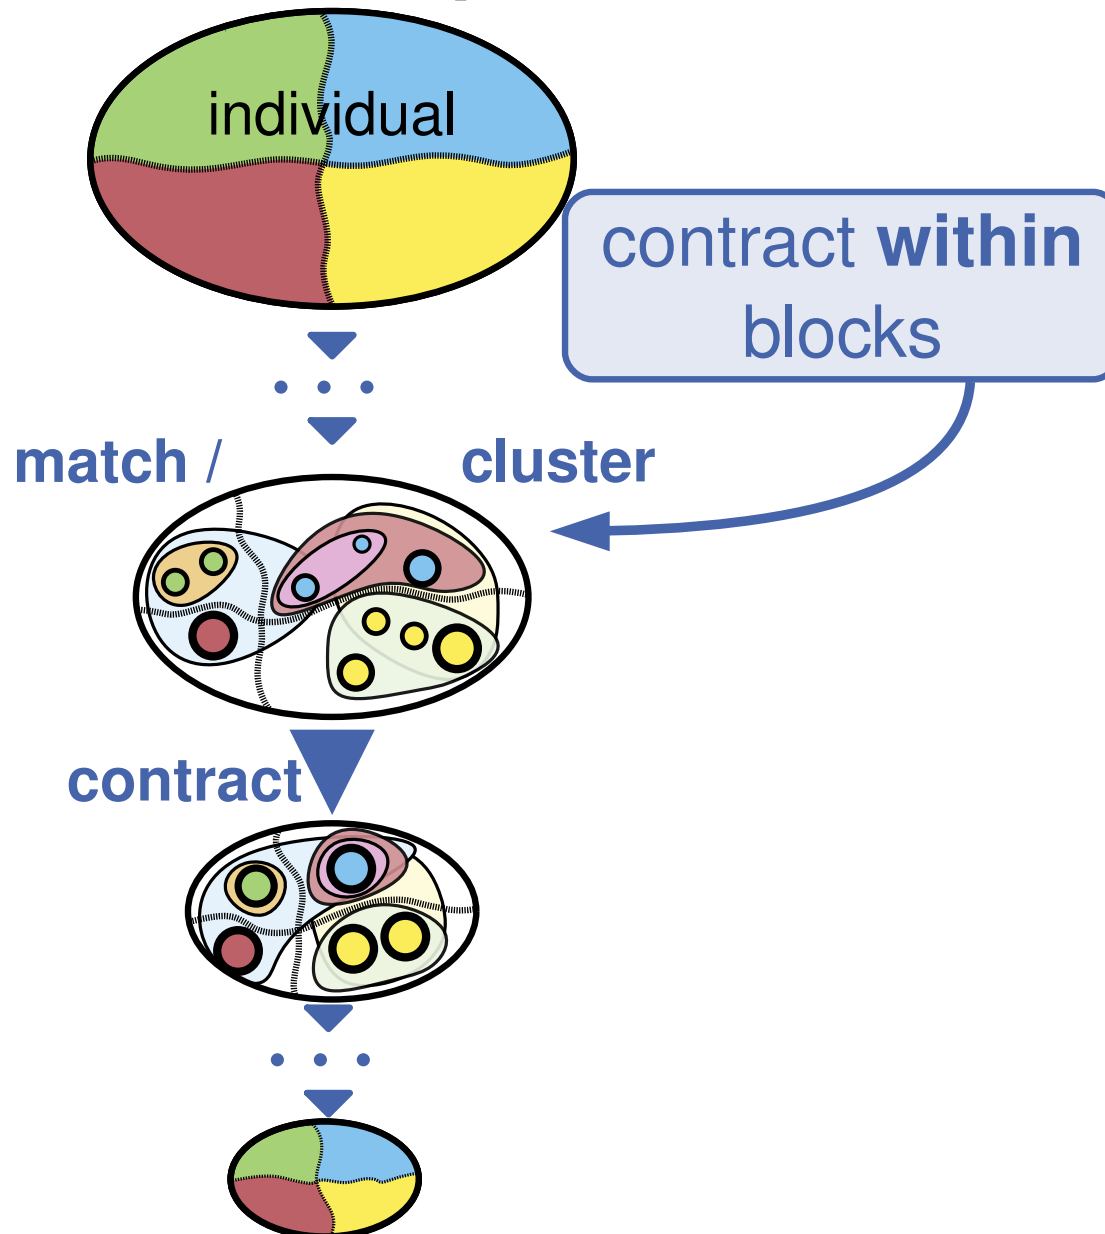 individual
contract within
blocks
match / cluster
contract